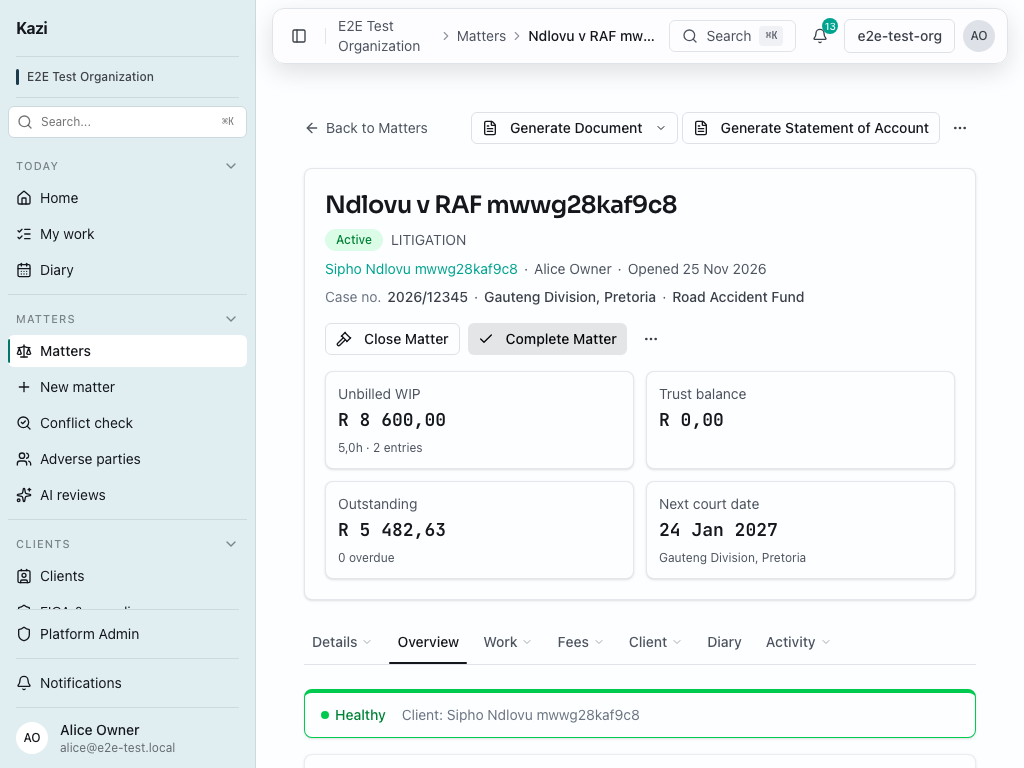 Kazi
E2E Test Organization
Search... ⌘K
TODAY
Home
My work
Diary
MATTERS
Matters
New matter
Conflict check
Adverse parties
AI reviews
CLIENTS
Clients
Platform Admin
Notifications
AO
Alice Owner
alice@e2e-test.local
E2E Test
Organization
Matters
Ndlovu v RAF mw...
Search ⌘K
13
e2e-test-org
AO
Back to Matters
Generate Document
Generate Statement of Account
Ndlovu v RAF mwwg28kaf9c8
Active LITIGATION
Sipho Ndlovu mwwg28kaf9c8 · Alice Owner · Opened 25 Nov 2026
Case no. 2026/12345 · Gauteng Division, Pretoria · Road Accident Fund
Close Matter
Complete Matter
Unbilled WIP
R 8 600,00
5,0h · 2 entries
Trust balance
R 0,00
Outstanding
R 5 482,63
0 overdue
Next court date
24 Jan 2027
Gauteng Division, Pretoria
Details
Overview
Work
Fees
Client
Diary
Activity
Healthy Client: Sipho Ndlovu mwwg28kaf9c8